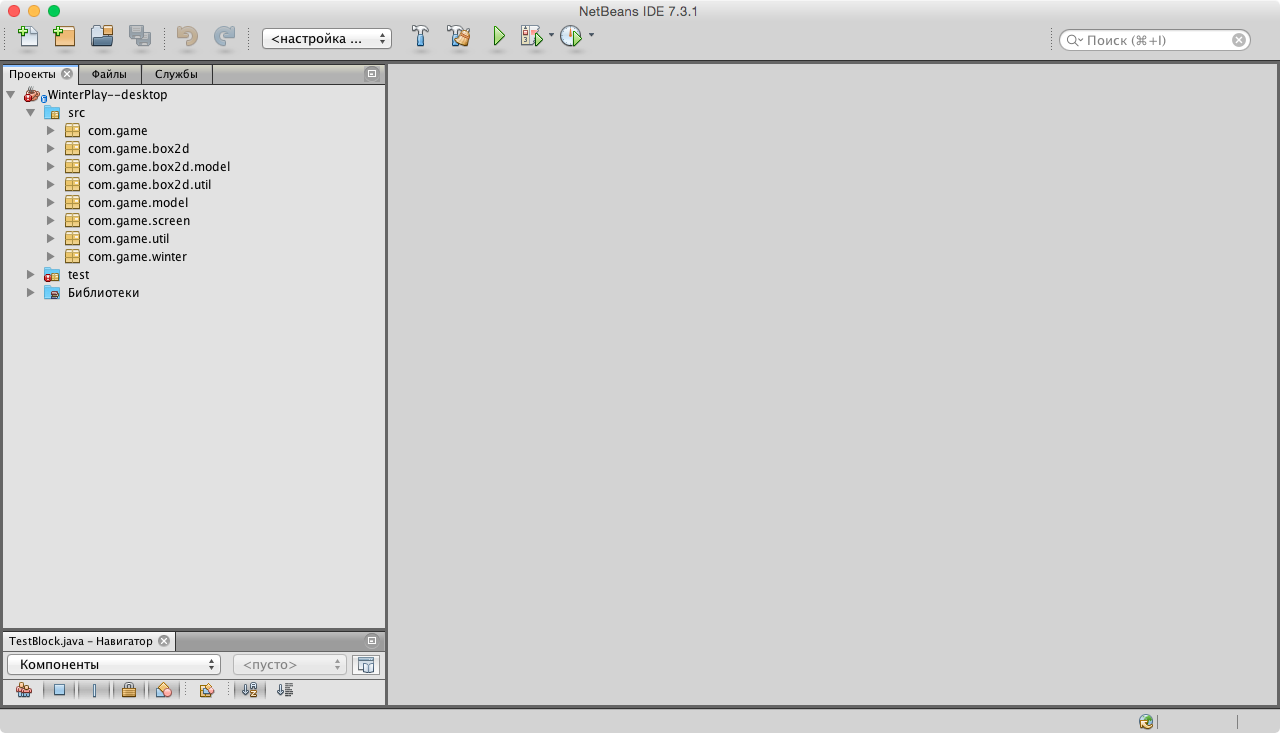 NetBeans IDE 7.3.1
<настройка ...
Поиск (⌘+I)
Проекты Файлы Службы
WinterPlay--desktop
src
com.game
com.game.box2d
com.game.box2d.model
com.game.box2d.util
com.game.model
com.game.screen
com.game.util
com.game.winter
test
Библиотеки
TestBlock.java - Навигатор
Компоненты <пусто>